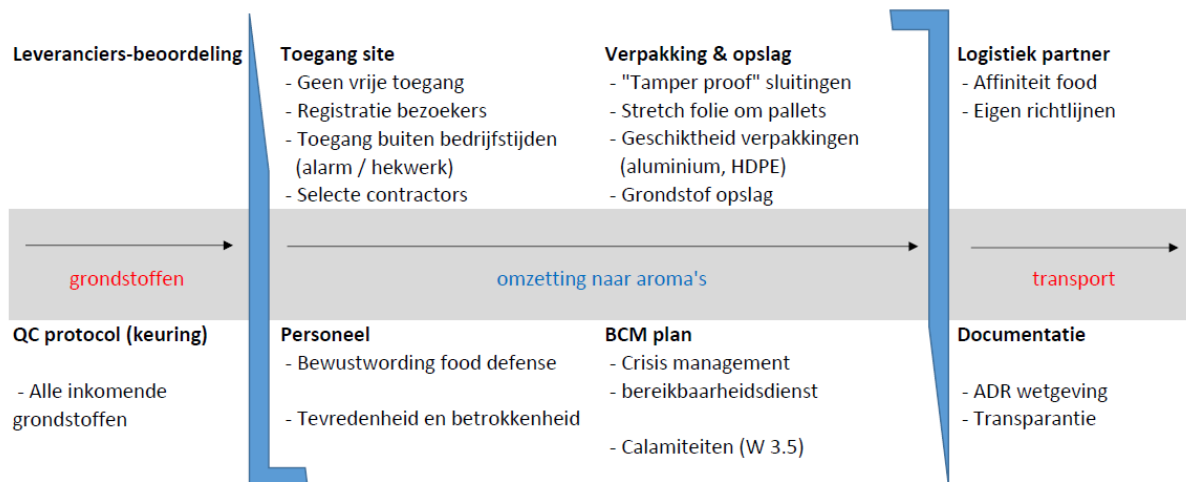 Leveranciers-beoordeling
Toegang site
- Geen vrije toegang
- Registratie bezoekers
- Toegang buiten bedrijfstijden
(alarm / hekwerk)
- Selecte contractors
Verpakking & opslag
- "Tamper proof" sluitingen
- Stretch folie om pallets
- Geschiktheid verpakkingen
(aluminium, HDPE)
- Grondstof opslag
Logistiek partner
- Affiniteit food
- Eigen richtlijnen
grondstoffen
omzetting naar aroma's
transport
QC protocol (keuring)
- Alle inkomende
grondstoffen
Personeel
- Bewustwording food defense
- Tevredenheid en betrokkenheid
BCM plan
- Crisis management
- bereikbaarheidsdienst
- Calamiteiten (W 3.5)
Documentatie
- ADR wetgeving
- Transparantie